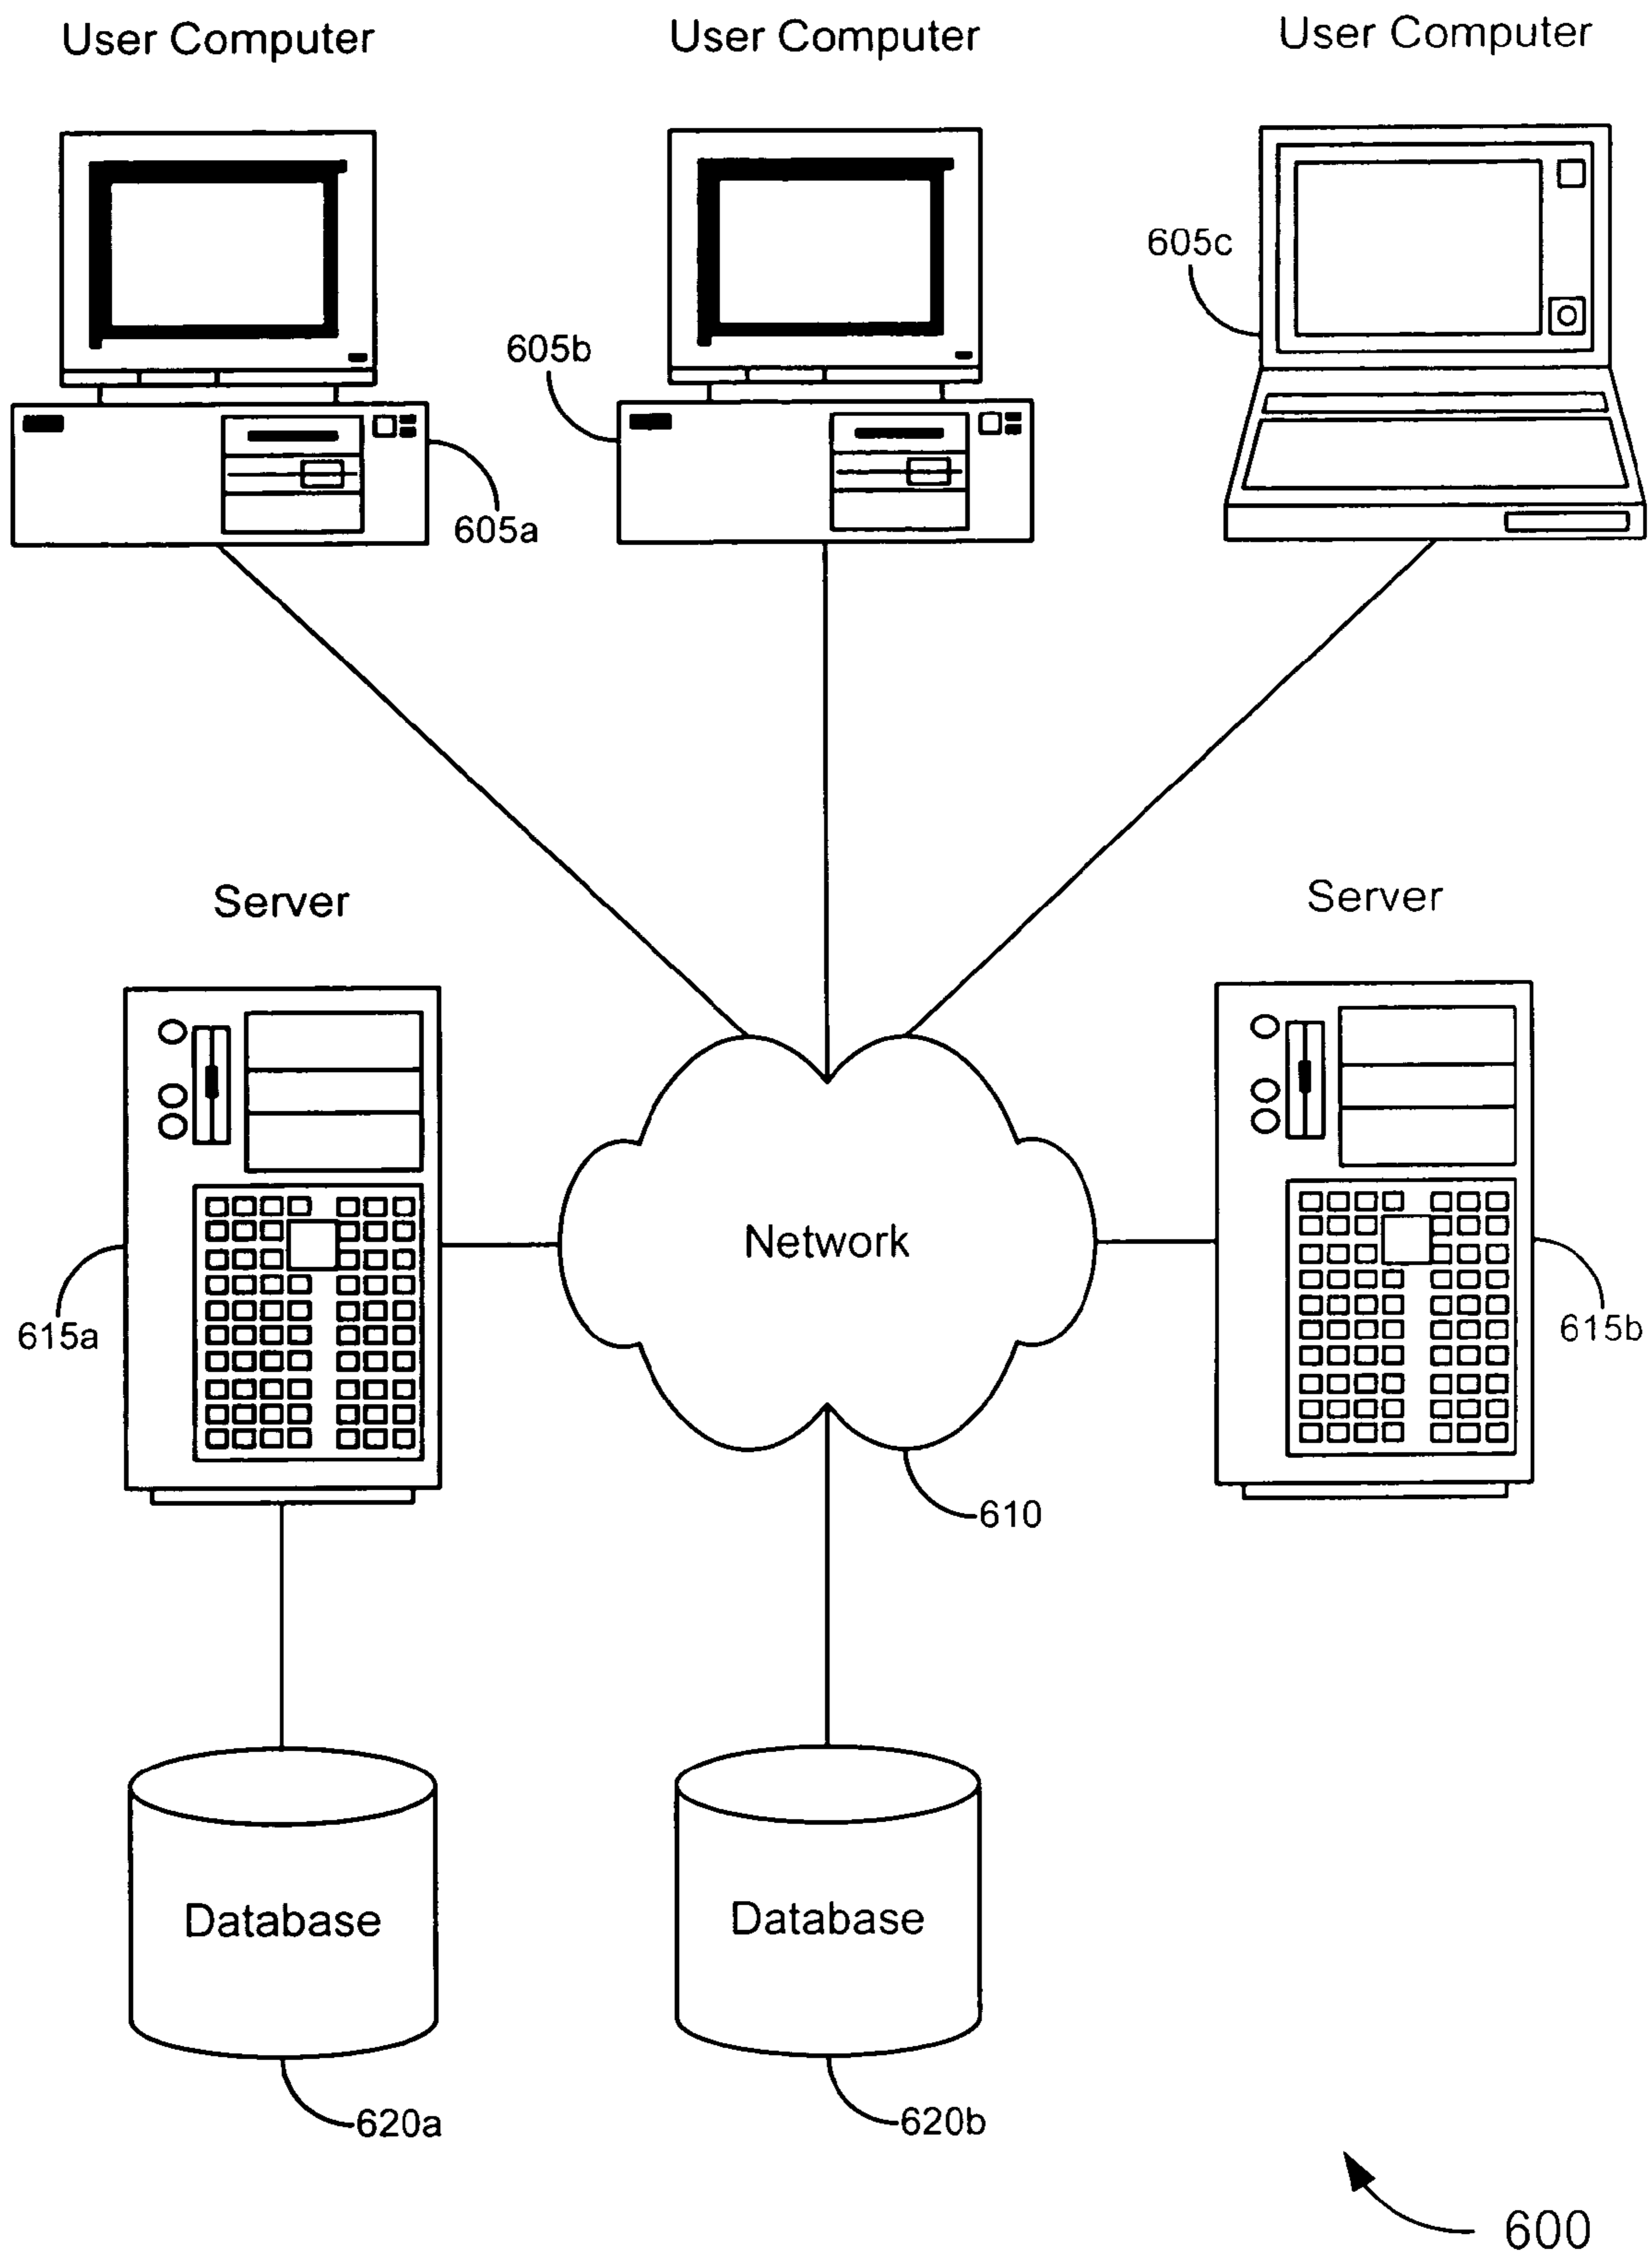 User Computer
User Computer
User Computer
605c
605b
605a
Server
Server
Network
615a
615b
610
Database
Database
620a
620b
600